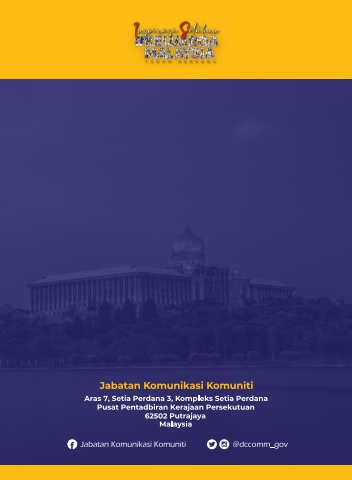 Inspirasi
KELUARGA
MALAYSIA
Jabatan Komunikasi Komuniti
Aras 7, Setia Perdana 3, Kompleks Setia Perdana
Pusat Pentadbiran Kerajaan Persekutuan
62502 Putrajaya
Malaysia
Jabatan Komunikasi Komuniti @dccomm_gov